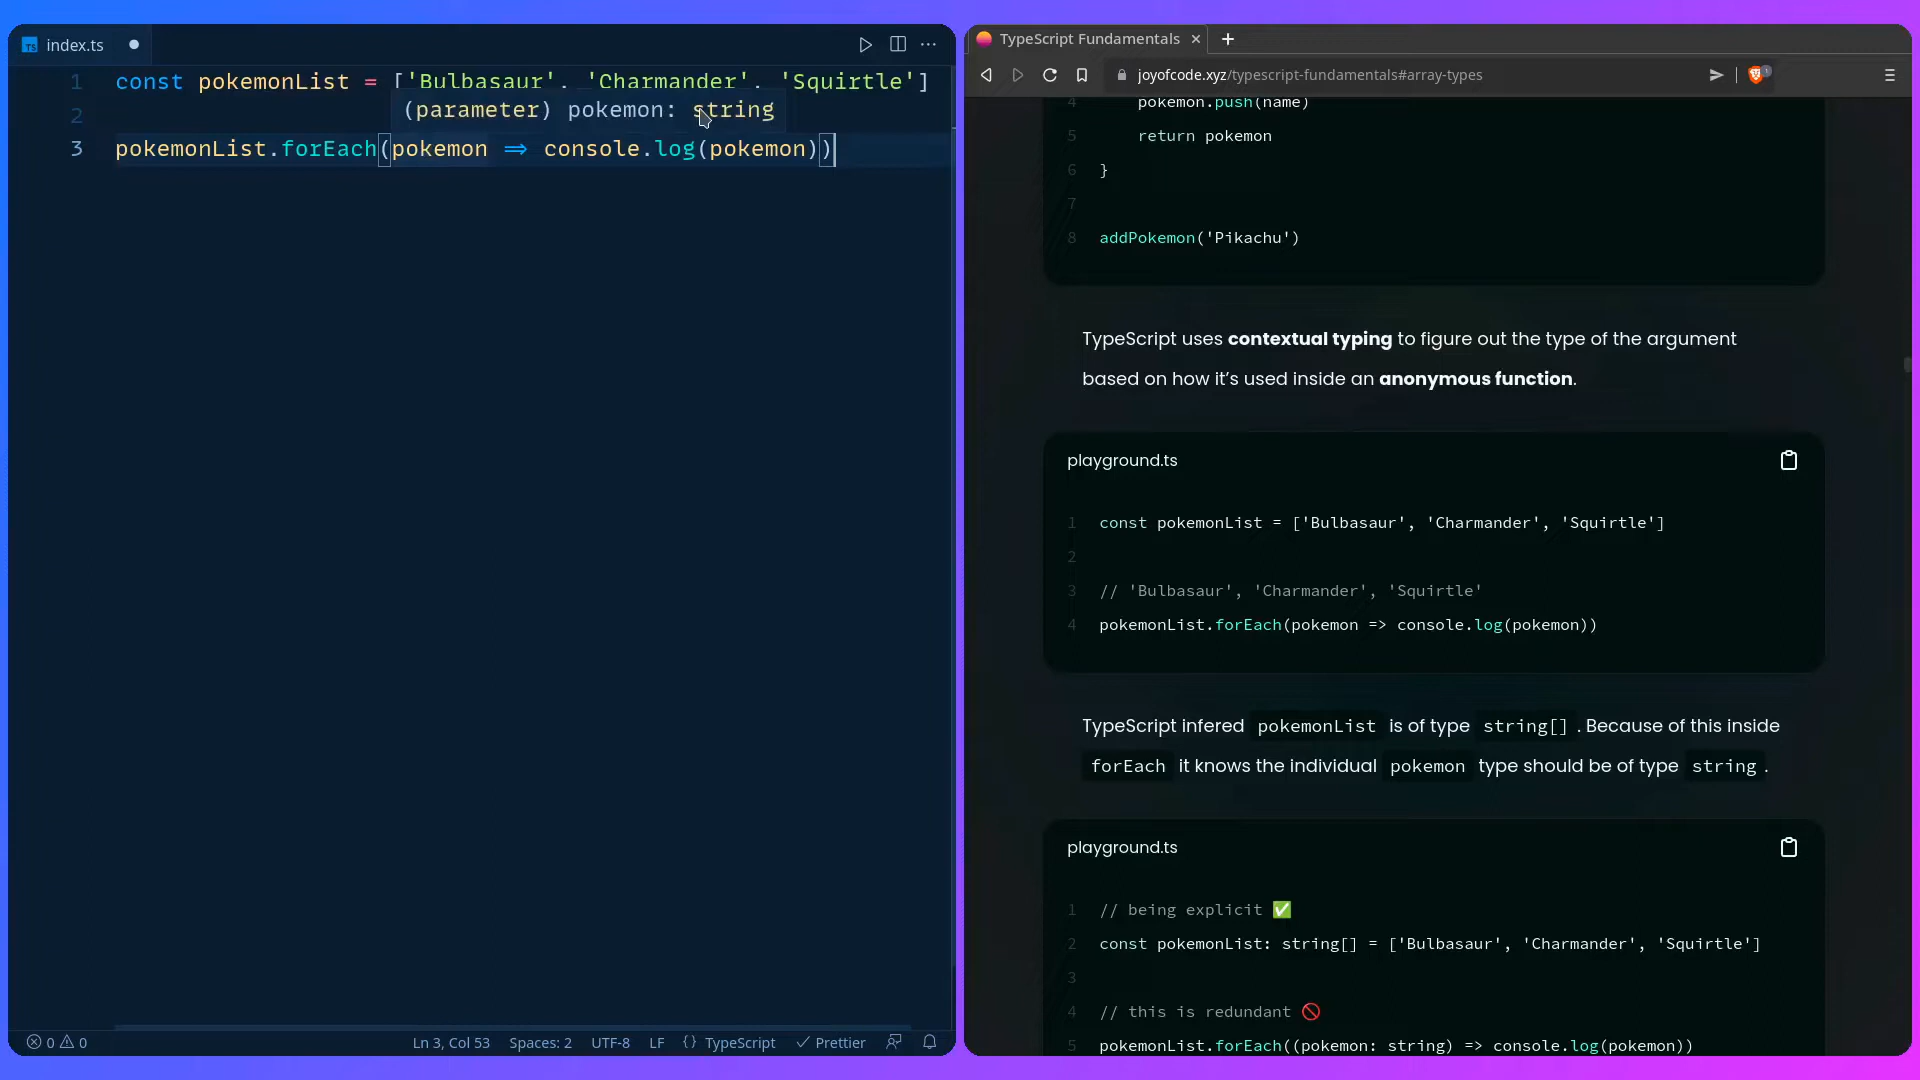 index.ts
1 const pokemonList = ['Bulbasaur', 'Charmander', 'Squirtle']
2 (parameter) pokemon: string
3 pokemonList.forEach(pokemon => console.log(pokemon))
0 0 Ln 3, Col 53 Spaces: 2 UTF-8 LF {} TypeScript Prettier
TypeScript Fundamentals
joyofcode.xyz/typescript-fundamentals#array-types 1
4 pokemon.push(name)
5 return pokemon
6 }
7
8 addPokemon('Pikachu')
TypeScript uses contextual typing to figure out the type of the argument
based on how it’s used inside an anonymous function.
playground.ts
1 const pokemonList = ['Bulbasaur', 'Charmander', 'Squirtle']
2
3 // 'Bulbasaur', 'Charmander', 'Squirtle'
4 pokemonList.forEach(pokemon => console.log(pokemon))
TypeScript infered pokemonList is of type string[] . Because of this inside
forEach it knows the individual pokemon type should be of type string .
playground.ts
1 // being explicit ✅
2 const pokemonList: string[] = ['Bulbasaur', 'Charmander', 'Squirtle']
3
4 // this is redundant 🚫
5 pokemonList.forEach((pokemon: string) => console.log(pokemon))